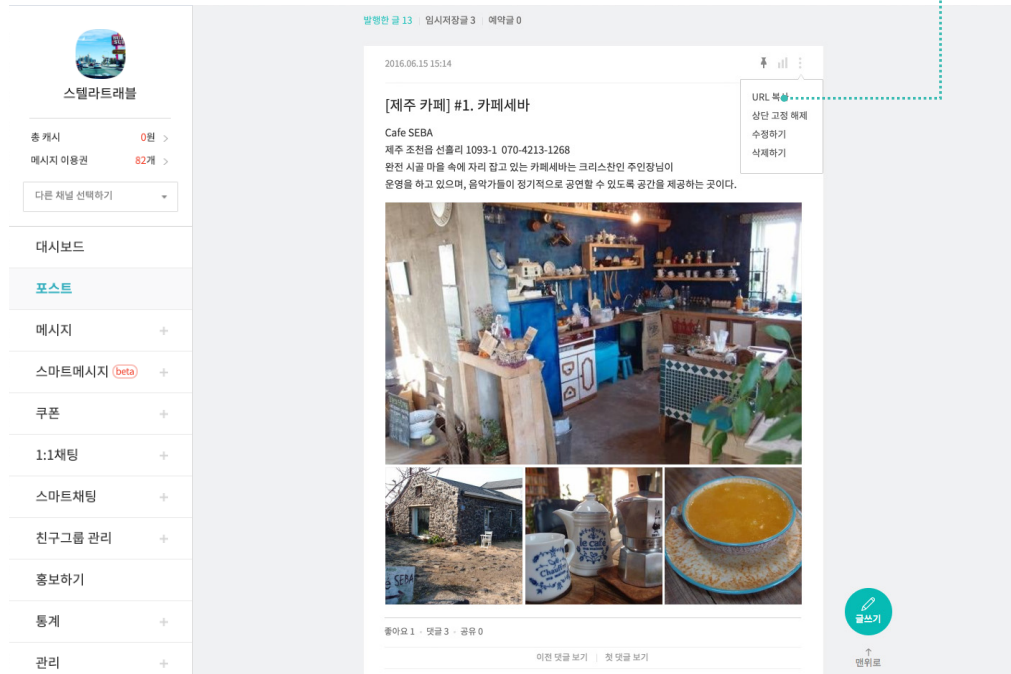 스텔라트래블
총 캐시 0원
메시지 이용권 82개
다른 채널 선택하기
대시보드
포스트
메시지
스마트메시지 beta
쿠폰
1:1채팅
스마트채팅
친구그룹 관리
홍보하기
통계
관리
발행한 글 13 임시저장글 3 예약글 0
2016.06.15 15:14
URL 복사
상단 고정 해제
수정하기
삭제하기
[제주 카페] #1. 카페세바
Cafe SEBA
제주 조천읍 선흘리 1093-1 070-4213-1268
완전 시골 마을 속에 자리 잡고 있는 카페세바는 크리스찬인 주인장님이
운영을 하고 있으며, 음악가들이 정기적으로 공연할 수 있도록 공간을 제공하는 곳이다.
SEBA
le café
Chauffe
좋아요 1 · 댓글 3 · 공유 0
이전 댓글 보기 첫 댓글 보기
글쓰기
맨위로